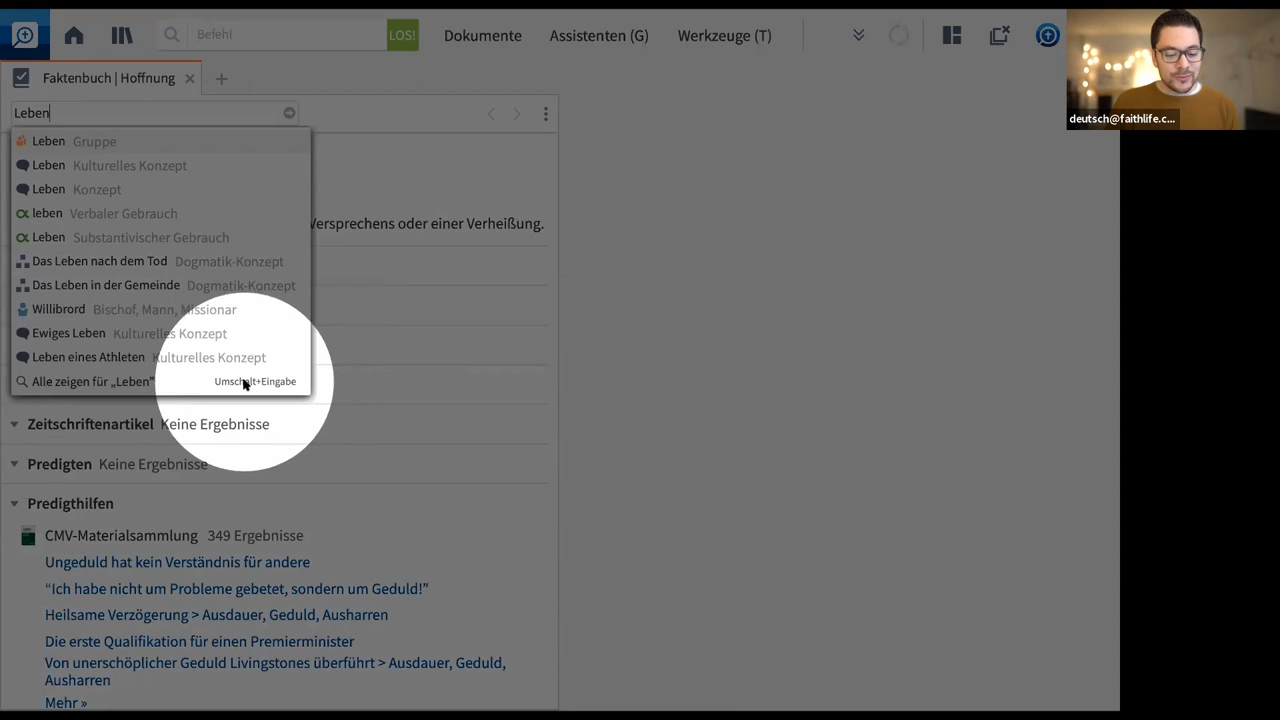 Befehl
LOS!
Dokumente
Assistenten (G)
Werkzeuge (T)
deutsch@faithlife.c...
Faktenbuch | Hoffnung
Leben
Leben Gruppe
Leben Kulturelles Konzept
Leben Konzept
leben Verbaler Gebrauch
Versprechens oder einer Verheißung.
Leben Substantivischer Gebrauch
Das Leben nach dem Tod Dogmatik-Konzept
Das Leben in der Gemeinde Dogmatik-Konzept
Willibrord Bischof, Mann, Missionar
Ewiges Leben Kulturelles Konzept
Leben eines Athleten Kulturelles Konzept
Alle zeigen für „Leben” Umschalt+Eingabe
Zeitschriftenartikel Keine Ergebnisse
Predigten Keine Ergebnisse
Predigthilfen
CMV-Materialsammlung 349 Ergebnisse
Ungeduld hat kein Verständnis für andere
“Ich habe nicht um Probleme gebetet, sondern um Geduld!”
Heilsame Verzögerung > Ausdauer, Geduld, Ausharren
Die erste Qualifikation für einen Premierminister
Von unerschöplicher Geduld Livingstones überführt > Ausdauer, Geduld,
Ausharren
Mehr »